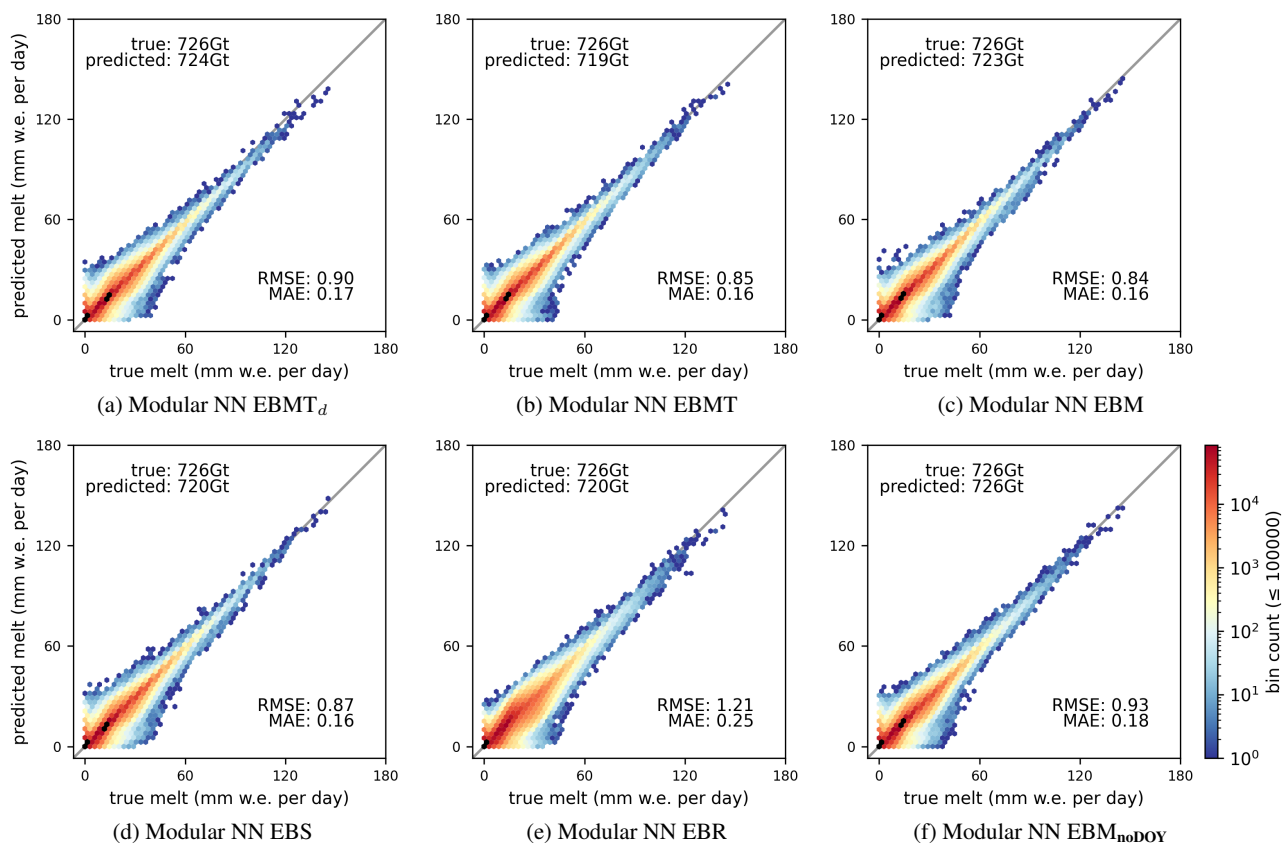 180
120
60
0
predicted melt (mm w.e. per day)
true: 726Gt
predicted: 724Gt
RMSE: 0.90
MAE: 0.17
0 60 120 180
true melt (mm w.e. per day)
(a) Modular NN EBMT_d
180
120
60
0
true: 726Gt
predicted: 719Gt
RMSE: 0.85
MAE: 0.16
0 60 120 180
true melt (mm w.e. per day)
(b) Modular NN EBMT
180
120
60
0
true: 726Gt
predicted: 723Gt
RMSE: 0.84
MAE: 0.16
0 60 120 180
true melt (mm w.e. per day)
(c) Modular NN EBM
180
120
60
0
predicted melt (mm w.e. per day)
true: 726Gt
predicted: 720Gt
RMSE: 0.87
MAE: 0.16
0 60 120 180
true melt (mm w.e. per day)
(d) Modular NN EBS
180
120
60
0
true: 726Gt
predicted: 720Gt
RMSE: 1.21
MAE: 0.25
0 60 120 180
true melt (mm w.e. per day)
(e) Modular NN EBR
180
120
60
0
true: 726Gt
predicted: 726Gt
RMSE: 0.93
MAE: 0.18
0 60 120 180
true melt (mm w.e. per day)
(f) Modular NN EBM_noDOY
10^4
10^3
10^2
10^1
10^0
bin count (≤ 100000)